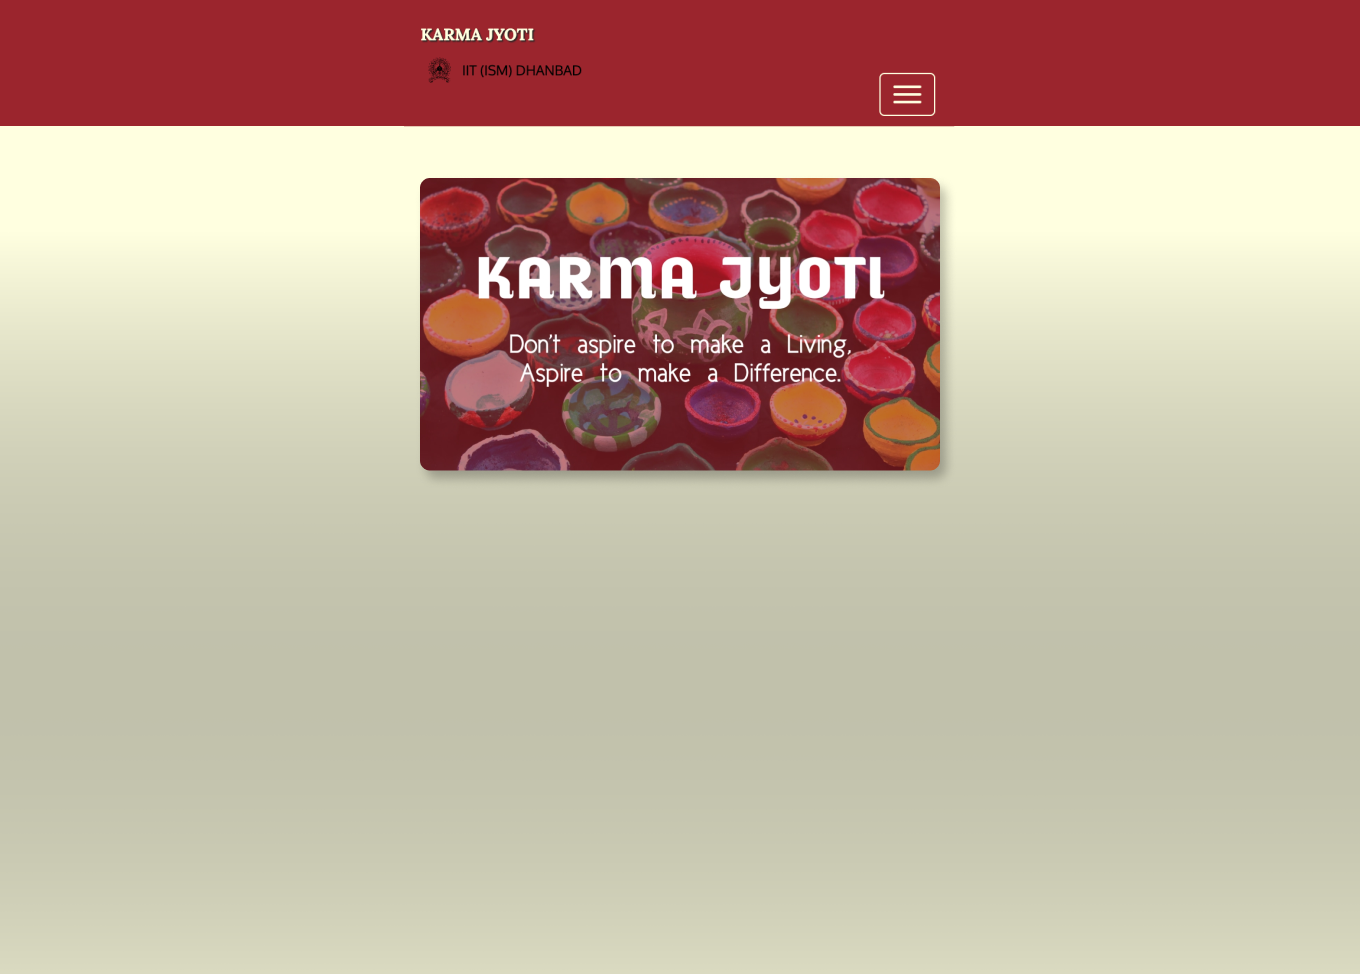 KARMA JYOTI
IIT (ISM) DHANBAD
KARMA JYOTI
Don't aspire to make a Living,
Aspire to make a Difference.